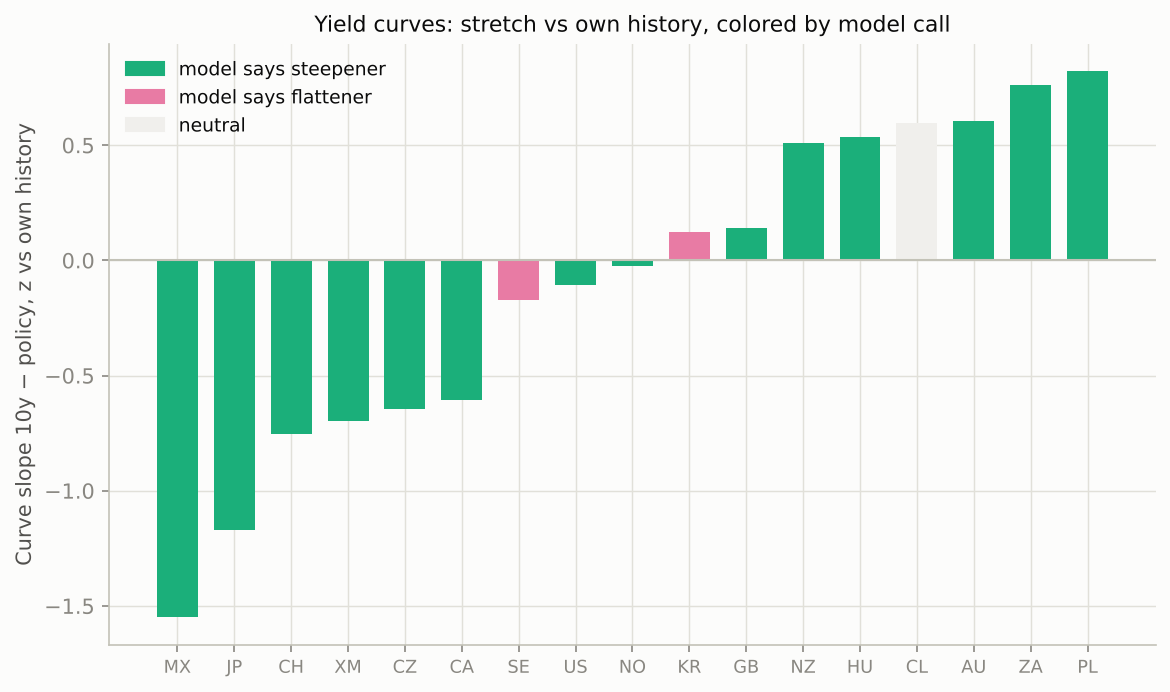 Yield curves: stretch vs own history, colored by model call
model says steepener
model says flattener
neutral
Curve slope 10y − policy, z vs own history
0.5
0.0
−0.5
−1.0
−1.5
MX JP CH XM CZ CA SE US NO KR GB NZ HU CL AU ZA PL